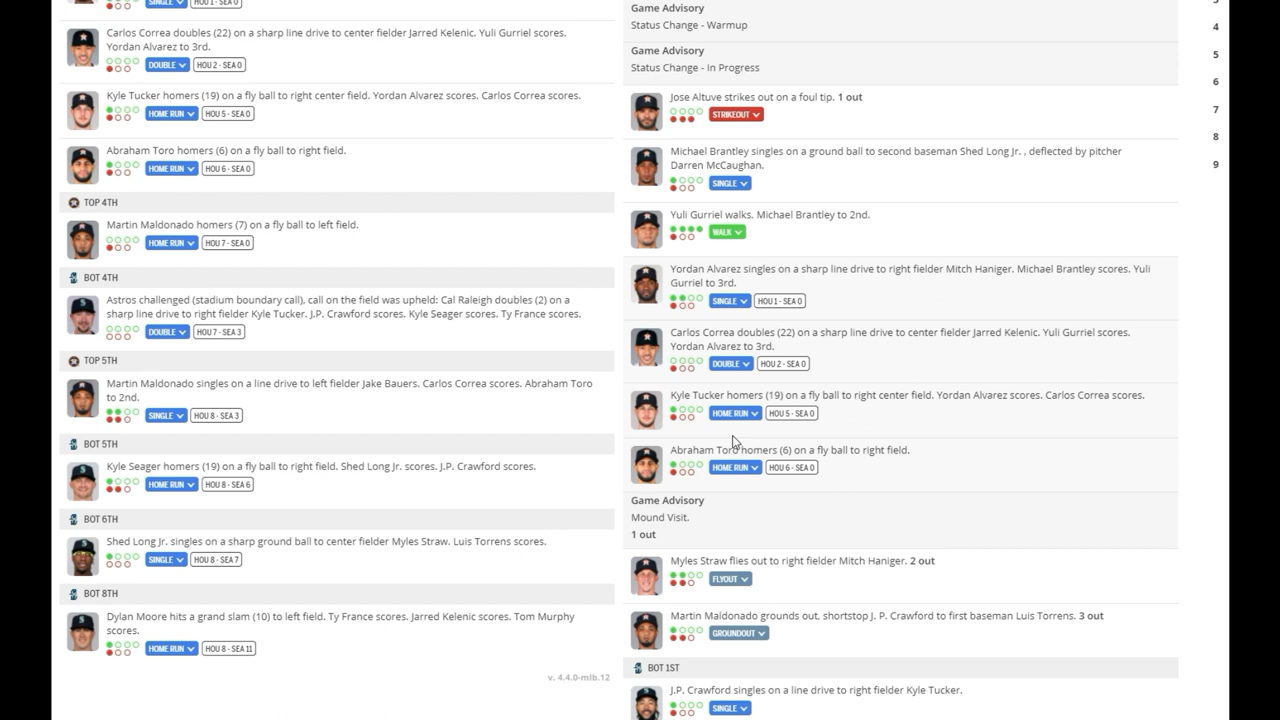 SINGLE HOU 1 - SEA 0
Carlos Correa doubles (22) on a sharp line drive to center fielder Jarred Kelenic. Yuli Gurriel scores.
Yordan Alvarez to 3rd.
DOUBLE HOU 2 - SEA 0
Kyle Tucker homers (19) on a fly ball to right center field. Yordan Alvarez scores. Carlos Correa scores.
HOME RUN HOU 5 - SEA 0
Abraham Toro homers (6) on a fly ball to right field.
HOME RUN HOU 6 - SEA 0
TOP 4TH
Martin Maldonado homers (7) on a fly ball to left field.
HOME RUN HOU 7 - SEA 0
BOT 4TH
Astros challenged (stadium boundary call), call on the field was upheld: Cal Raleigh doubles (2) on a
sharp line drive to right fielder Kyle Tucker. J.P. Crawford scores. Kyle Seager scores. Ty France scores.
DOUBLE HOU 7 - SEA 3
TOP 5TH
Martin Maldonado singles on a line drive to left fielder Jake Bauers. Carlos Correa scores. Abraham Toro
to 2nd.
SINGLE HOU 8 - SEA 3
BOT 5TH
Kyle Seager homers (19) on a fly ball to right field. Shed Long Jr. scores. J.P. Crawford scores.
HOME RUN HOU 8 - SEA 6
BOT 6TH
Shed Long Jr. singles on a sharp ground ball to center fielder Myles Straw. Luis Torrens scores.
SINGLE HOU 8 - SEA 7
BOT 8TH
Dylan Moore hits a grand slam (10) to left field. Ty France scores. Jarred Kelenic scores. Tom Murphy
scores.
HOME RUN HOU 8 - SEA 11
v. 4.4.0-mlb.12
Game Advisory
Status Change - Warmup
Game Advisory
Status Change - In Progress
Jose Altuve strikes out on a foul tip. 1 out
STRIKEOUT
Michael Brantley singles on a ground ball to second baseman Shed Long Jr. , deflected by pitcher
Darren McCaughan.
SINGLE
Yuli Gurriel walks. Michael Brantley to 2nd.
WALK
Yordan Alvarez singles on a sharp line drive to right fielder Mitch Haniger. Michael Brantley scores. Yuli
Gurriel to 3rd.
SINGLE HOU 1 - SEA 0
Carlos Correa doubles (22) on a sharp line drive to center fielder Jarred Kelenic. Yuli Gurriel scores.
Yordan Alvarez to 3rd.
DOUBLE HOU 2 - SEA 0
Kyle Tucker homers (19) on a fly ball to right center field. Yordan Alvarez scores. Carlos Correa scores.
HOME RUN HOU 5 - SEA 0
Abraham Toro homers (6) on a fly ball to right field.
HOME RUN HOU 6 - SEA 0
Game Advisory
Mound Visit.
1 out
Myles Straw flies out to right fielder Mitch Haniger. 2 out
FLYOUT
Martin Maldonado grounds out, shortstop J. P. Crawford to first baseman Luis Torrens. 3 out
GROUNDOUT
BOT 1ST
J.P. Crawford singles on a line drive to right fielder Kyle Tucker.
SINGLE
4
5
6
7
8
9